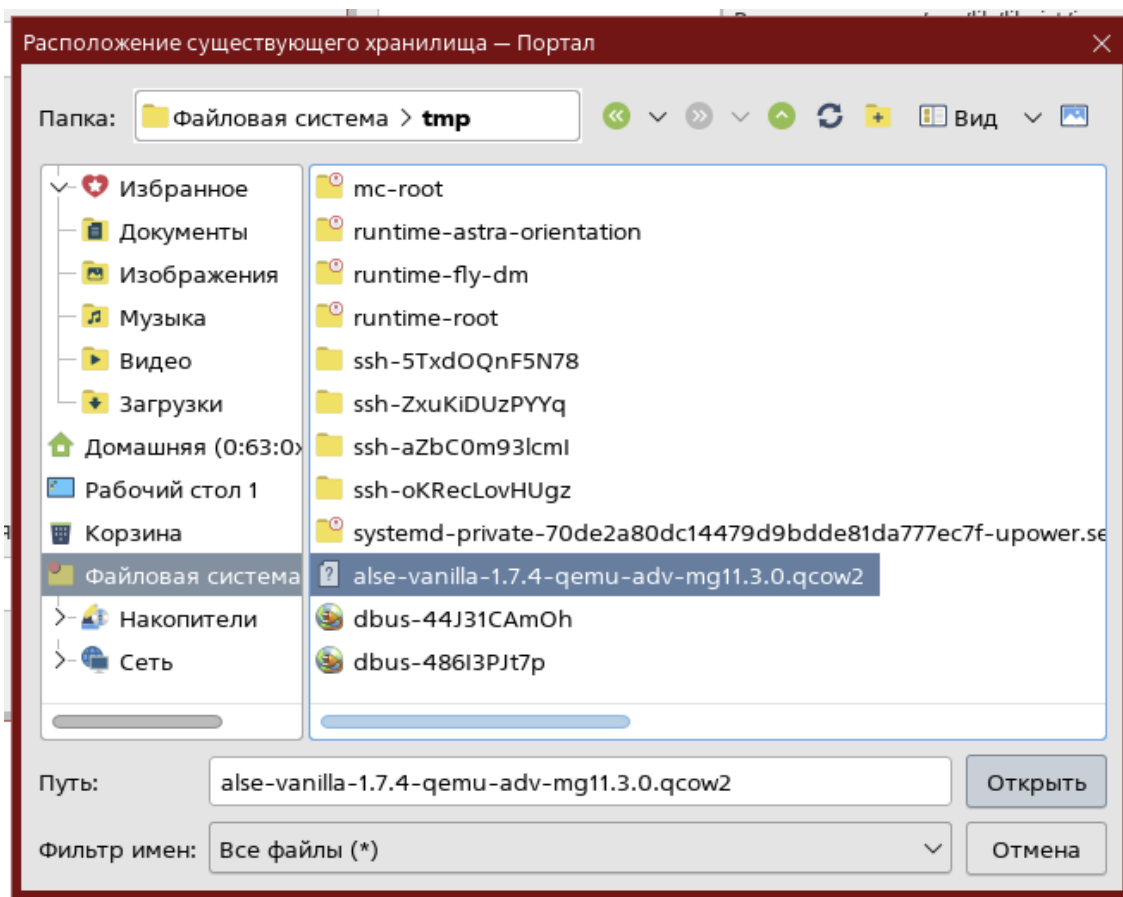 Расположение существующего хранилища — Портал
Папка: Файловая система > tmp
Вид
Избранное
Документы
Изображения
Музыка
Видео
Загрузки
Домашняя (0:63:0x
Рабочий стол 1
Корзина
Файловая система
Накопители
Сеть
mc-root
runtime-astra-orientation
runtime-fly-dm
runtime-root
ssh-5TxdOQnF5N78
ssh-ZxuKiDUzPYYq
ssh-aZbC0m93lcmI
ssh-oKRecLovHUgz
systemd-private-70de2a80dc14479d9bdde81da777ec7f-upower.se
alse-vanilla-1.7.4-qemu-adv-mg11.3.0.qcow2
dbus-44J31CAmOh
dbus-486I3PJt7p
Путь: alse-vanilla-1.7.4-qemu-adv-mg11.3.0.qcow2 Открыть
Фильтр имен: Все файлы (*) Отмена